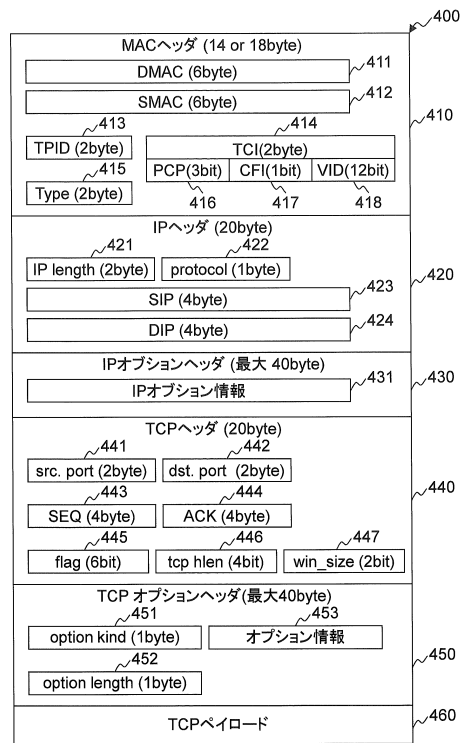 400
MACヘッダ (14 or 18byte)
DMAC (6byte)
411
SMAC (6byte)
412
410
413
414
TPID (2byte)
TCI(2byte)
415
PCP(3bit)
CFI(1bit)
VID(12bit)
Type (2byte)
416
417
418
IPヘッダ (20byte)
421
422
IP length (2byte)
protocol (1byte)
SIP (4byte)
423
420
DIP (4byte)
424
IPオプションヘッダ (最大 40byte)
IPオプション情報
431
430
TCPヘッダ (20byte)
441
442
src. port (2byte)
dst. port (2byte)
443
444
SEQ (4byte)
ACK (4byte)
440
445
446
447
flag (6bit)
tcp hlen (4bit)
win_size (2bit)
TCP オプションヘッダ(最大40byte)
451
453
option kind (1byte)
オプション情報
452
450
option length (1byte)
TCPペイロード
460